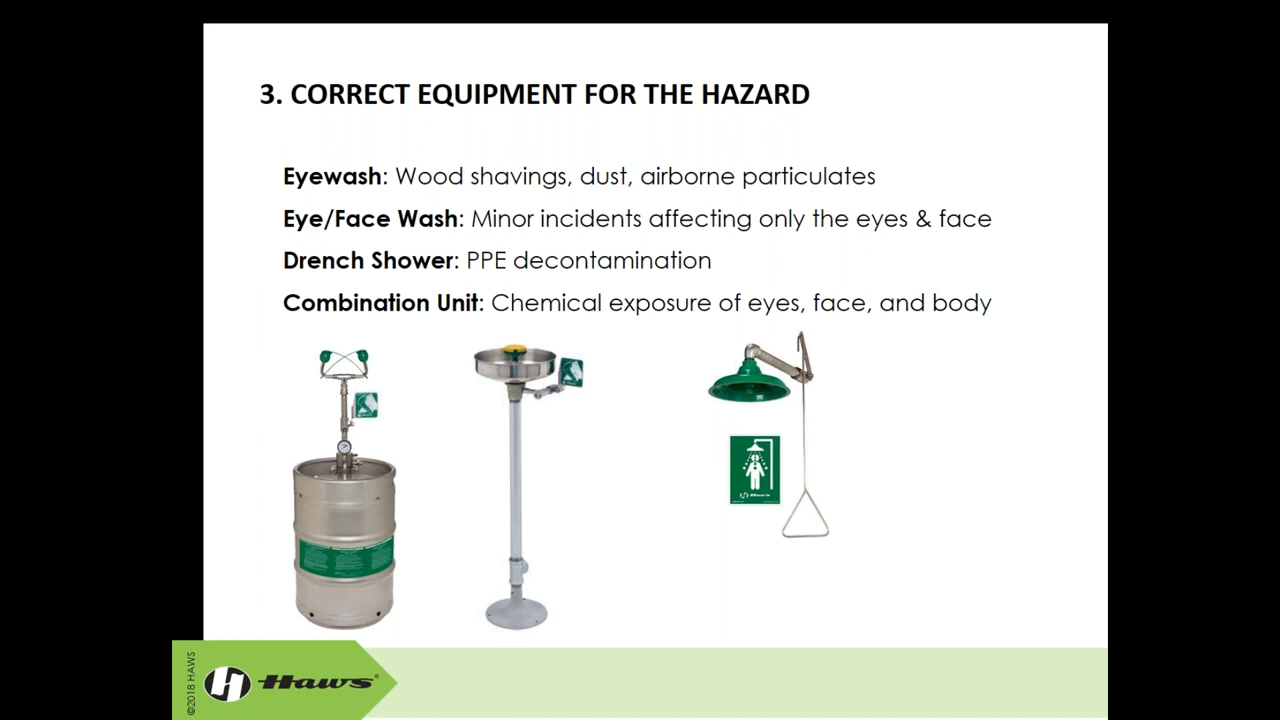 3. CORRECT EQUIPMENT FOR THE HAZARD
Eyewash: Wood shavings, dust, airborne particulates
Eye/Face Wash: Minor incidents affecting only the eyes & face
Drench Shower: PPE decontamination
Combination Unit: Chemical exposure of eyes, face, and body
Haws
©2018 HAWS
H Haws®